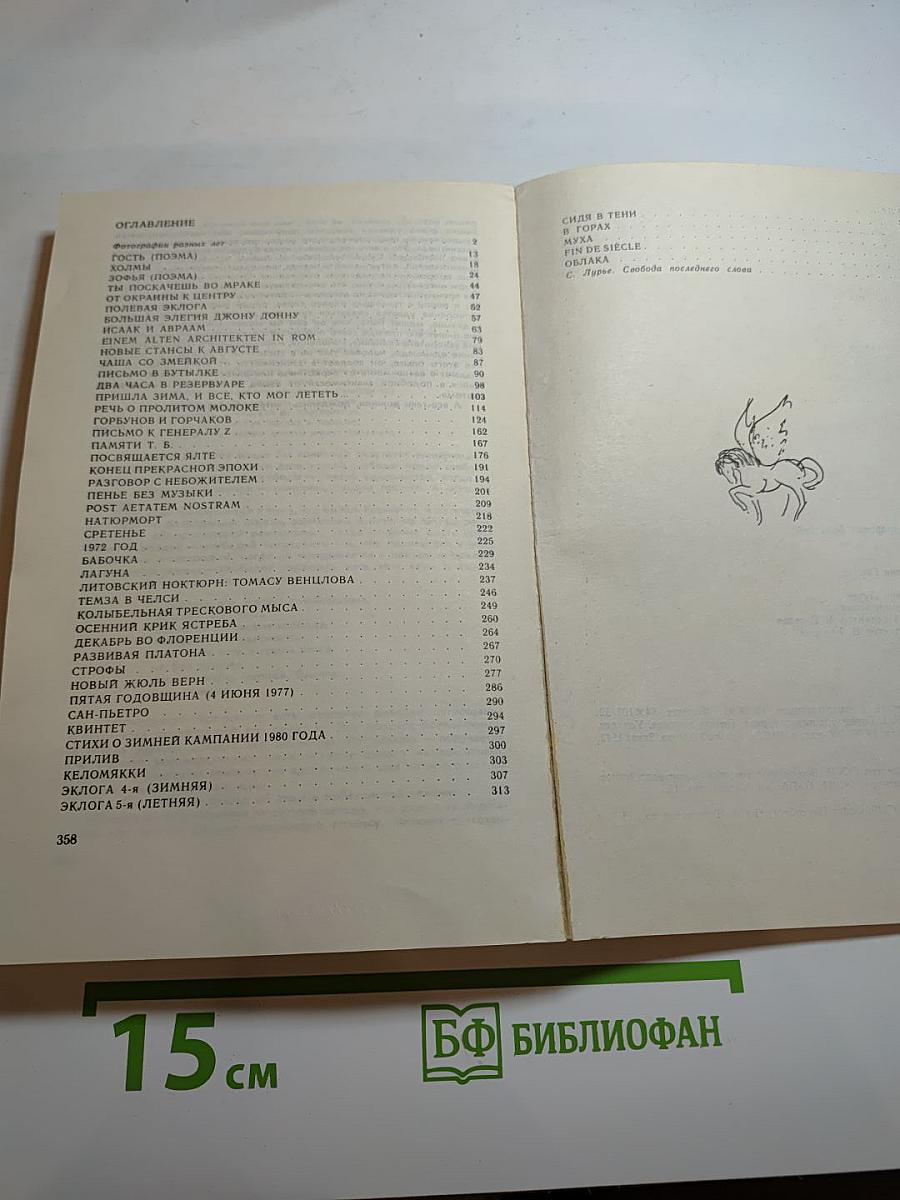 ОГЛАВЛЕНИЕ
Фотографии разных лет 2
ГОСТЬ (ПОЭМА) 13
ХОЛМЫ 18
ЗОФЬЯ (ПОЭМА) 24
ТЫ ПОСКАЧЕШЬ ВО МРАКЕ 44
ОТ ОКРАИНЫ К ЦЕНТРУ 47
ПОЛЕВАЯ ЭКЛОГА 52
БОЛЬШАЯ ЭЛЕГИЯ ДЖОНУ ДОННУ 57
ИСААК И АВРААМ 63
EINEM ALTEN ARCHITEKTEN IN ROM 79
НОВЫЕ СТАНСЫ К АВГУСТЕ 83
ЧАША СО ЗМЕЙКОЙ 87
ПИСЬМО В БУТЫЛКЕ 90
ДВА ЧАСА В РЕЗЕРВУАРЕ 98
ПРИШЛА ЗИМА, И ВСЕ, КТО МОГ ЛЕТЕТЬ... 103
РЕЧЬ О ПРОЛИТОМ МОЛОКЕ 114
ГОРБУНОВ И ГОРЧАКОВ 124
ПИСЬМО К ГЕНЕРАЛУ Z 162
ПАМЯТИ Т. Б. 167
ПОСВЯЩАЕТСЯ ЯЛТЕ 176
КОНЕЦ ПРЕКРАСНОЙ ЭПОХИ 191
РАЗГОВОР С НЕБОЖИТЕЛЕМ 194
ПЕНЬЕ БЕЗ МУЗЫКИ 201
POST AETATEM NOSTRAM 209
НАТЮРМОРТ 218
СРЕТЕНЬЕ 222
1972 ГОД 225
БАБОЧКА 229
ЛАГУНА 234
ЛИТОВСКИЙ НОКТЮРН: ТОМАСУ ВЕНЦЛОВА 237
ТЕМЗА В ЧЕЛСИ 246
КОЛЫБЕЛЬНАЯ ТРЕСКОВОГО МЫСА 249
ОСЕННИЙ КРИК ЯСТРЕБА 260
ДЕКАБРЬ ВО ФЛОРЕНЦИИ 264
РАЗВИВАЯ ПЛАТОНА 267
СТРОФЫ 270
НОВЫЙ ЖЮЛЬ ВЕРН 277
ПЯТАЯ ГОДОВЩИНА (4 ИЮНЯ 1977) 286
САН-ПЬЕТРО 290
КВИНТЕТ 294
СТИХИ О ЗИМНЕЙ КАМПАНИИ 1980 ГОДА 297
ПРИЛИВ 300
КЕЛОМЯККИ 303
ЭКЛОГА 4-я (ЗИМНЯЯ) 307
ЭКЛОГА 5-я (ЛЕТНЯЯ) 313
358
СИДЯ В ТЕНИ
В ГОРАХ
МУХА
FIN DE SIÈCLE
ОБЛАКА
С. Лурье. Свобода последнего слова
15 см
БФ БИБЛИОФАН